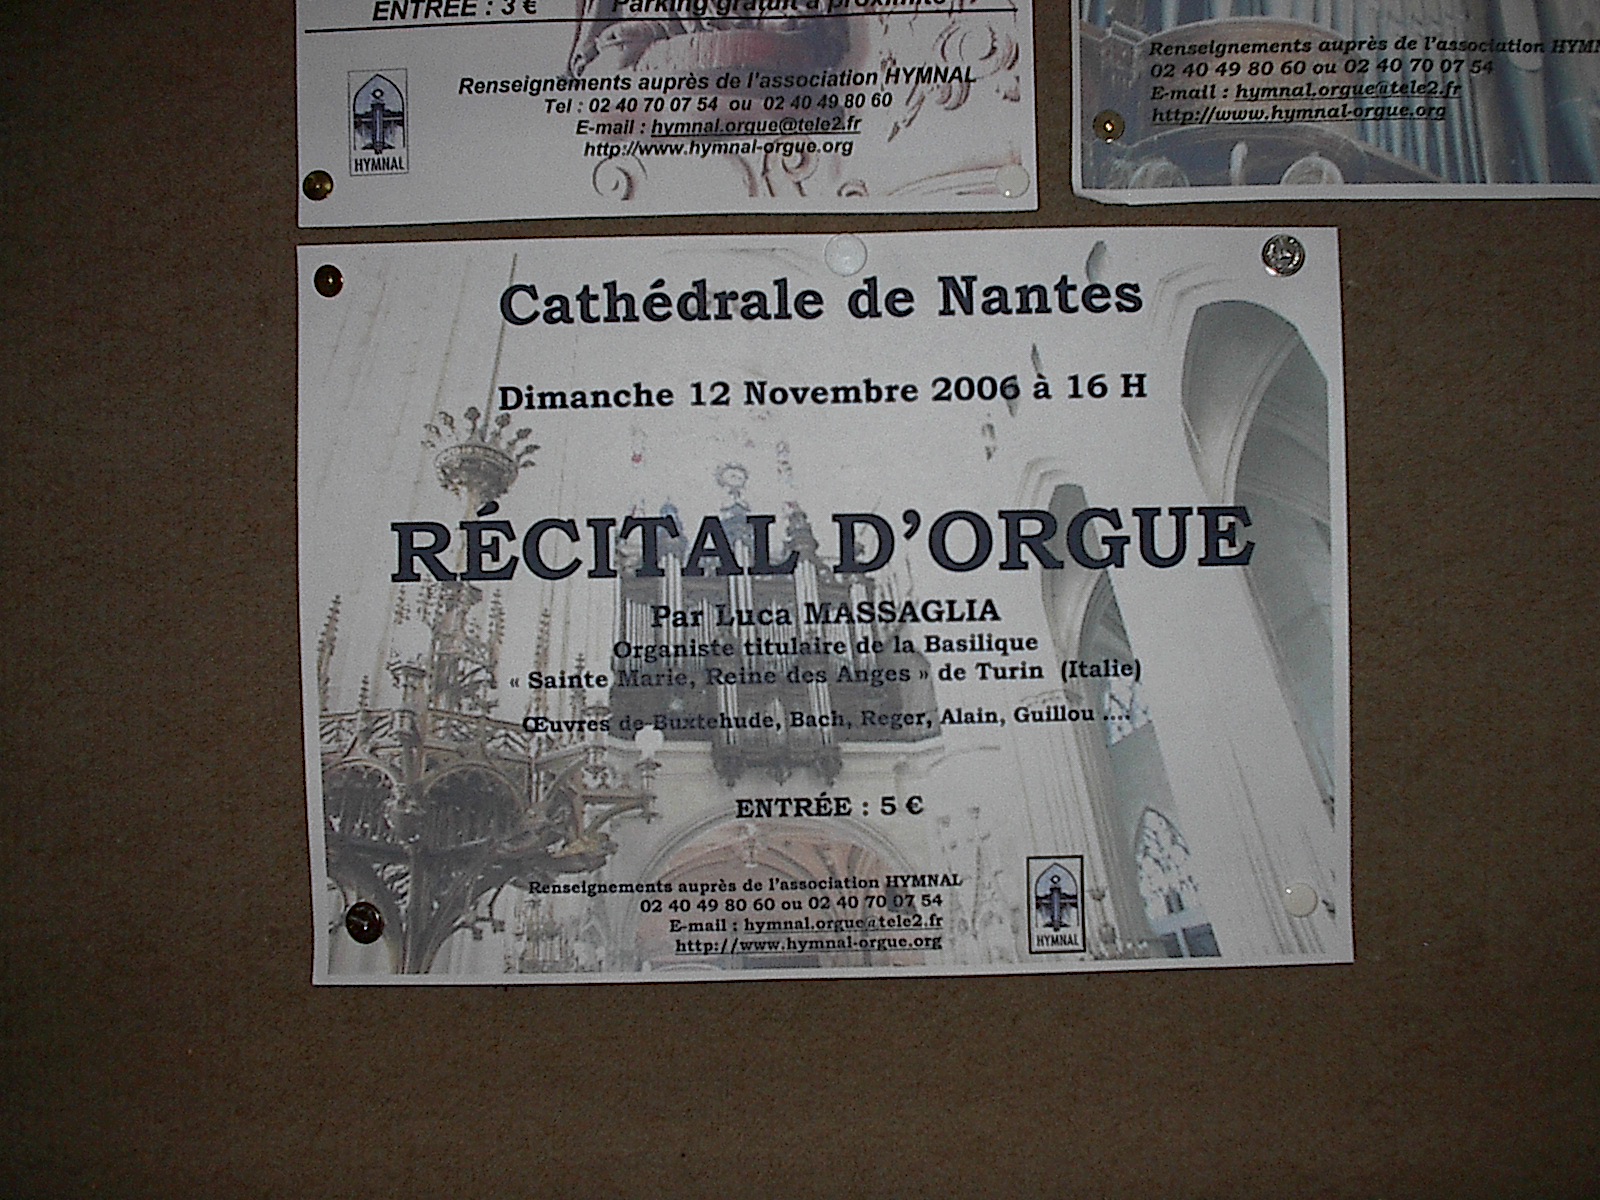 ENTRÉE : 3 € Parking gratuit à proximité
Renseignements auprès de l'association HYMNAL
Tel : 02 40 70 07 54 ou 02 40 49 80 60
E-mail : hymnal.orgue@tele2.fr
http://www.hymnal-orgue.org
HYMNAL
Renseignements auprès de l'association HYMN
02 40 49 80 60 ou 02 40 70 07 54
E-mail : hymnal.orgue@tele2.fr
http://www.hymnal-orgue.org
Cathédrale de Nantes
Dimanche 12 Novembre 2006 à 16 H
RÉCITAL D'ORGUE
Par Luca MASSAGLIA
Organiste titulaire de la Basilique
« Sainte Marie, Reine des Anges » de Turin (Italie)
Œuvres de Buxtehude, Bach, Reger, Alain, Guillou ....
ENTRÉE : 5 €
Renseignements auprès de l'association HYMNAL
02 40 49 80 60 ou 02 40 70 07 54
E-mail : hymnal.orgue@tele2.fr
http://www.hymnal-orgue.org
HYMNAL